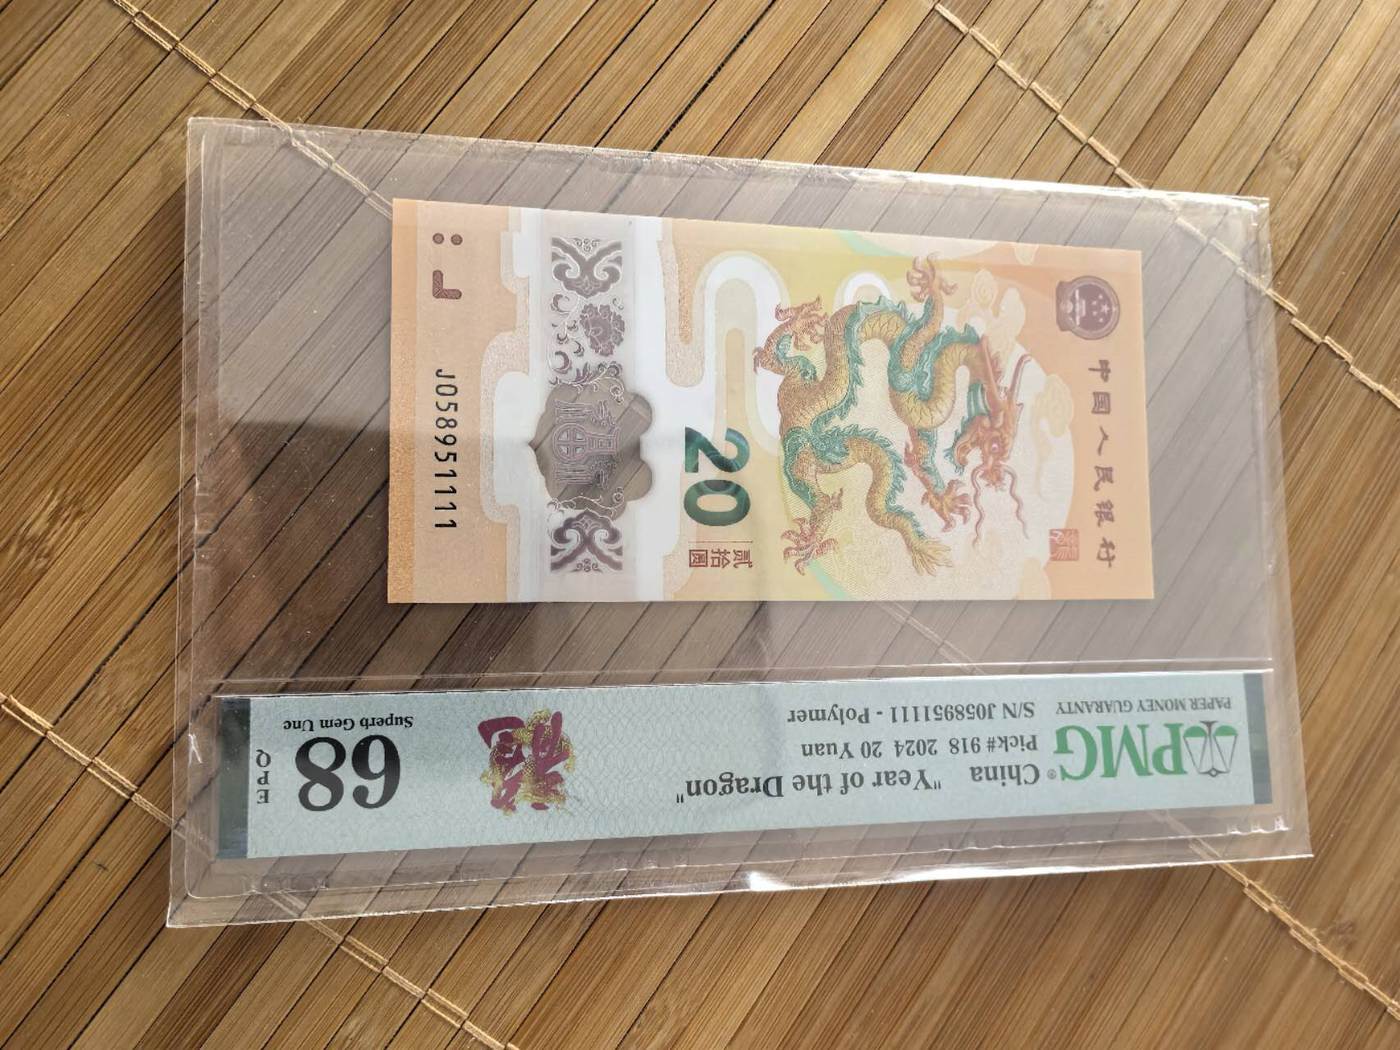 中国人民银行
20
贰拾圆
J058951111
PMG®
PAPER MONEY GUARANTY
China "Year of the Dragon"
Pick# 918 2024 20 Yuan
S/N J058951111 - Polymer
68
Superb Gem Unc
EPQ